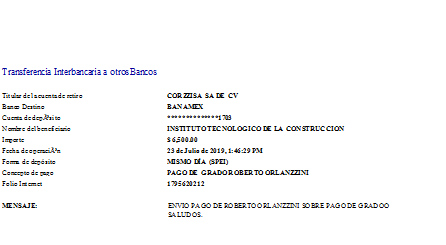 Transferencia Interbancaria a otros Bancos
Titular de la cuenta de retiro CORZZISA SA DE CV
Banco Destino BANAMEX
Cuenta de depÃ³sito **************1703
Nombre del beneficiario INSTITUTO TECNOLOGICO DE LA CONSTRUCCION
Importe $ 6,500.00
Fecha de operaciÃ³n 23 de Julio de 2019, 1:46:29 PM
Forma de depósito MISMO DÍA (SPEI)
Concepto de pago PAGO DE GRADO ROBERTO ORLANZZINI
Folio Internet 1795620212
MENSAJE: ENVIO PAGO DE ROBERTO ORLANZZINI SOBRE PAGO DE GRADO O
SALUDOS.